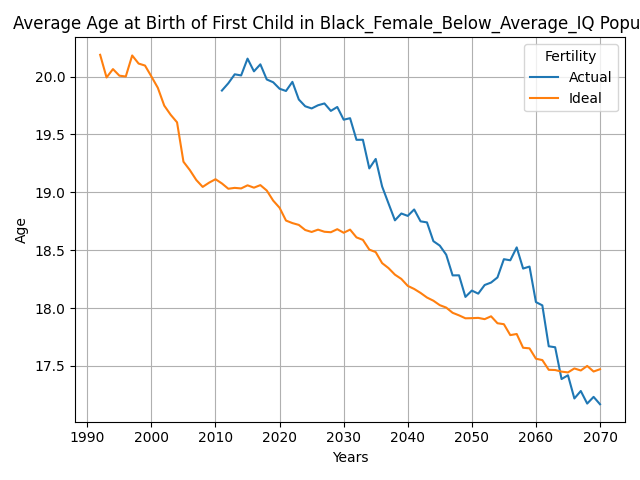 Average Age at Birth of First Child in Black_Female_Below_Average_IQ Popu
Fertility
Actual
Ideal
Age
20.0
19.5
19.0
18.5
18.0
17.5
1990 2000 2010 2020 2030 2040 2050 2060 2070
Years